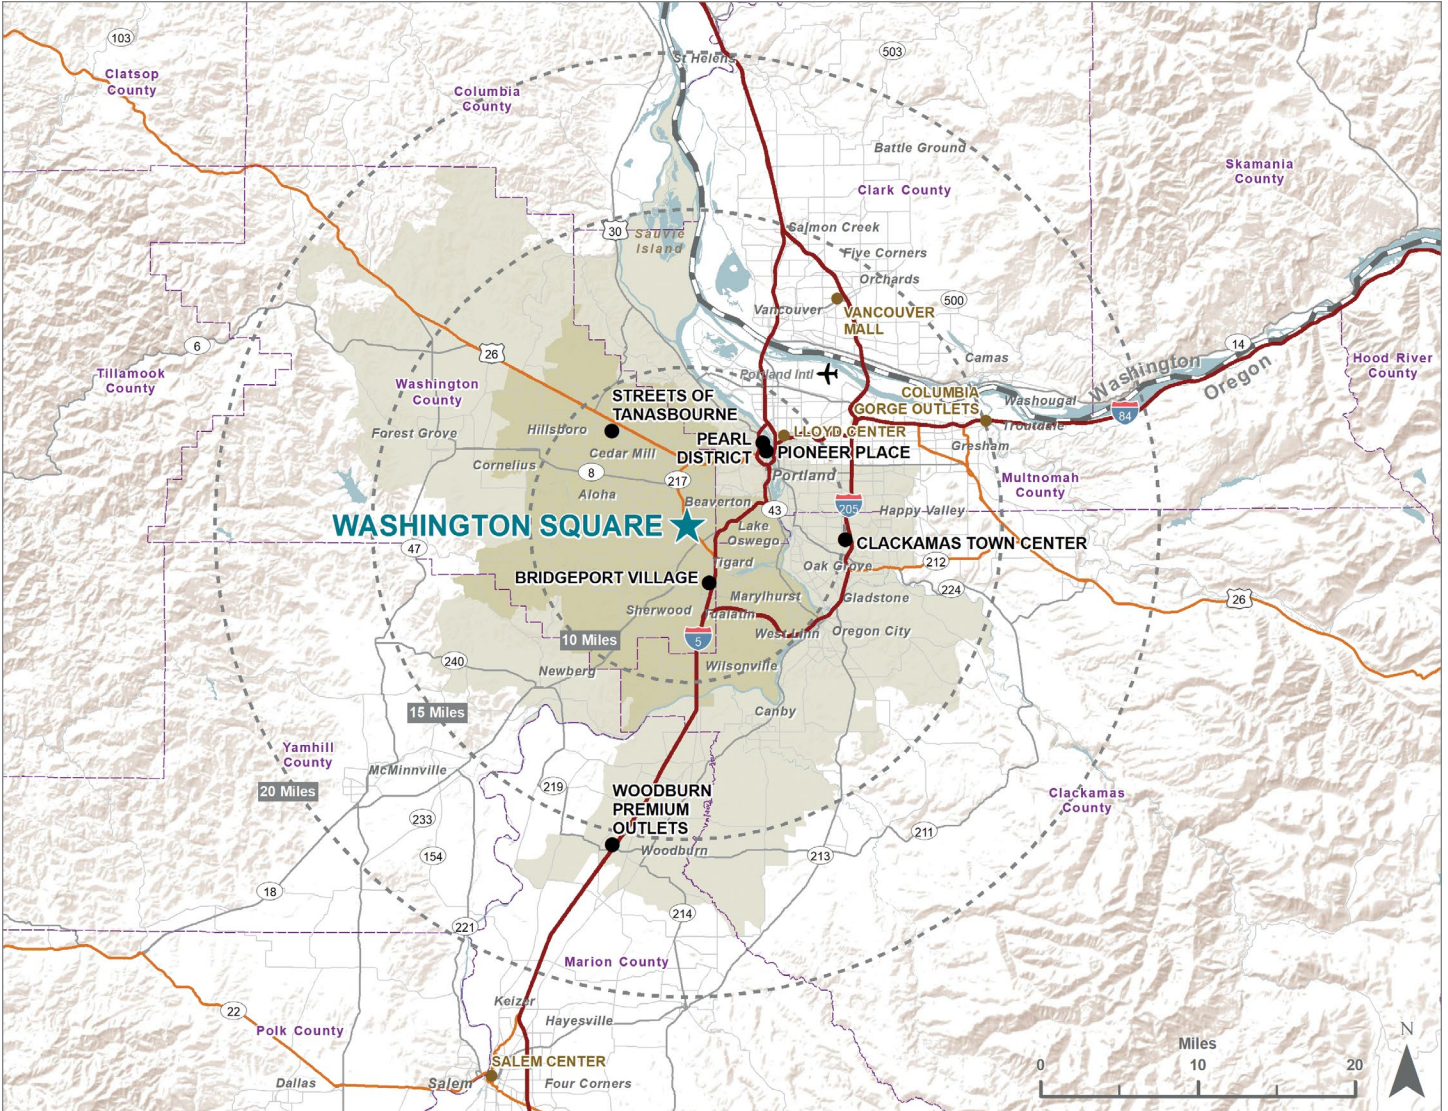 103
503
St Helens
Clatsop
County
Columbia
County
Battle Ground
Skamania
County
Clark County
30
Sauvie
Island
Salmon Creek
Five Corners
Orchards
500
Vancouver
VANCOUVER
MALL
6
26
14
Camas
Washington
Oregon
Hood River
County
Tillamook
County
Portland Intl
Washington
County
STREETS OF
TANASBOURNE
COLUMBIA
GORGE OUTLETS
Washougal
84
Troutdale
Forest Grove
Hillsboro
PEARL
DISTRICT
LLOYD CENTER
PIONEER PLACE
Gresham
Cedar Mill
Cornelius
8
217
Portland
Multnomah
County
Aloha
Beaverton
43
205
Happy Valley
WASHINGTON SQUARE
Lake
Oswego
CLACKAMAS TOWN CENTER
47
Tigard
Oak Grove
212
BRIDGEPORT VILLAGE
224
Marylhurst
Gladstone
26
Sherwood
Tualatin
10 Miles
5
West Linn
Oregon City
240
Newberg
Wilsonville
15 Miles
Canby
Yamhill
County
McMinnville
20 Miles
219
WOODBURN
PREMIUM
OUTLETS
Clackamas
County
233
211
154
Woodburn
213
18
214
221
Marion County
Keizer
22
Polk County
Hayesville
SALEM CENTER
Dallas
Salem
Four Corners
N
Miles
0
10
20